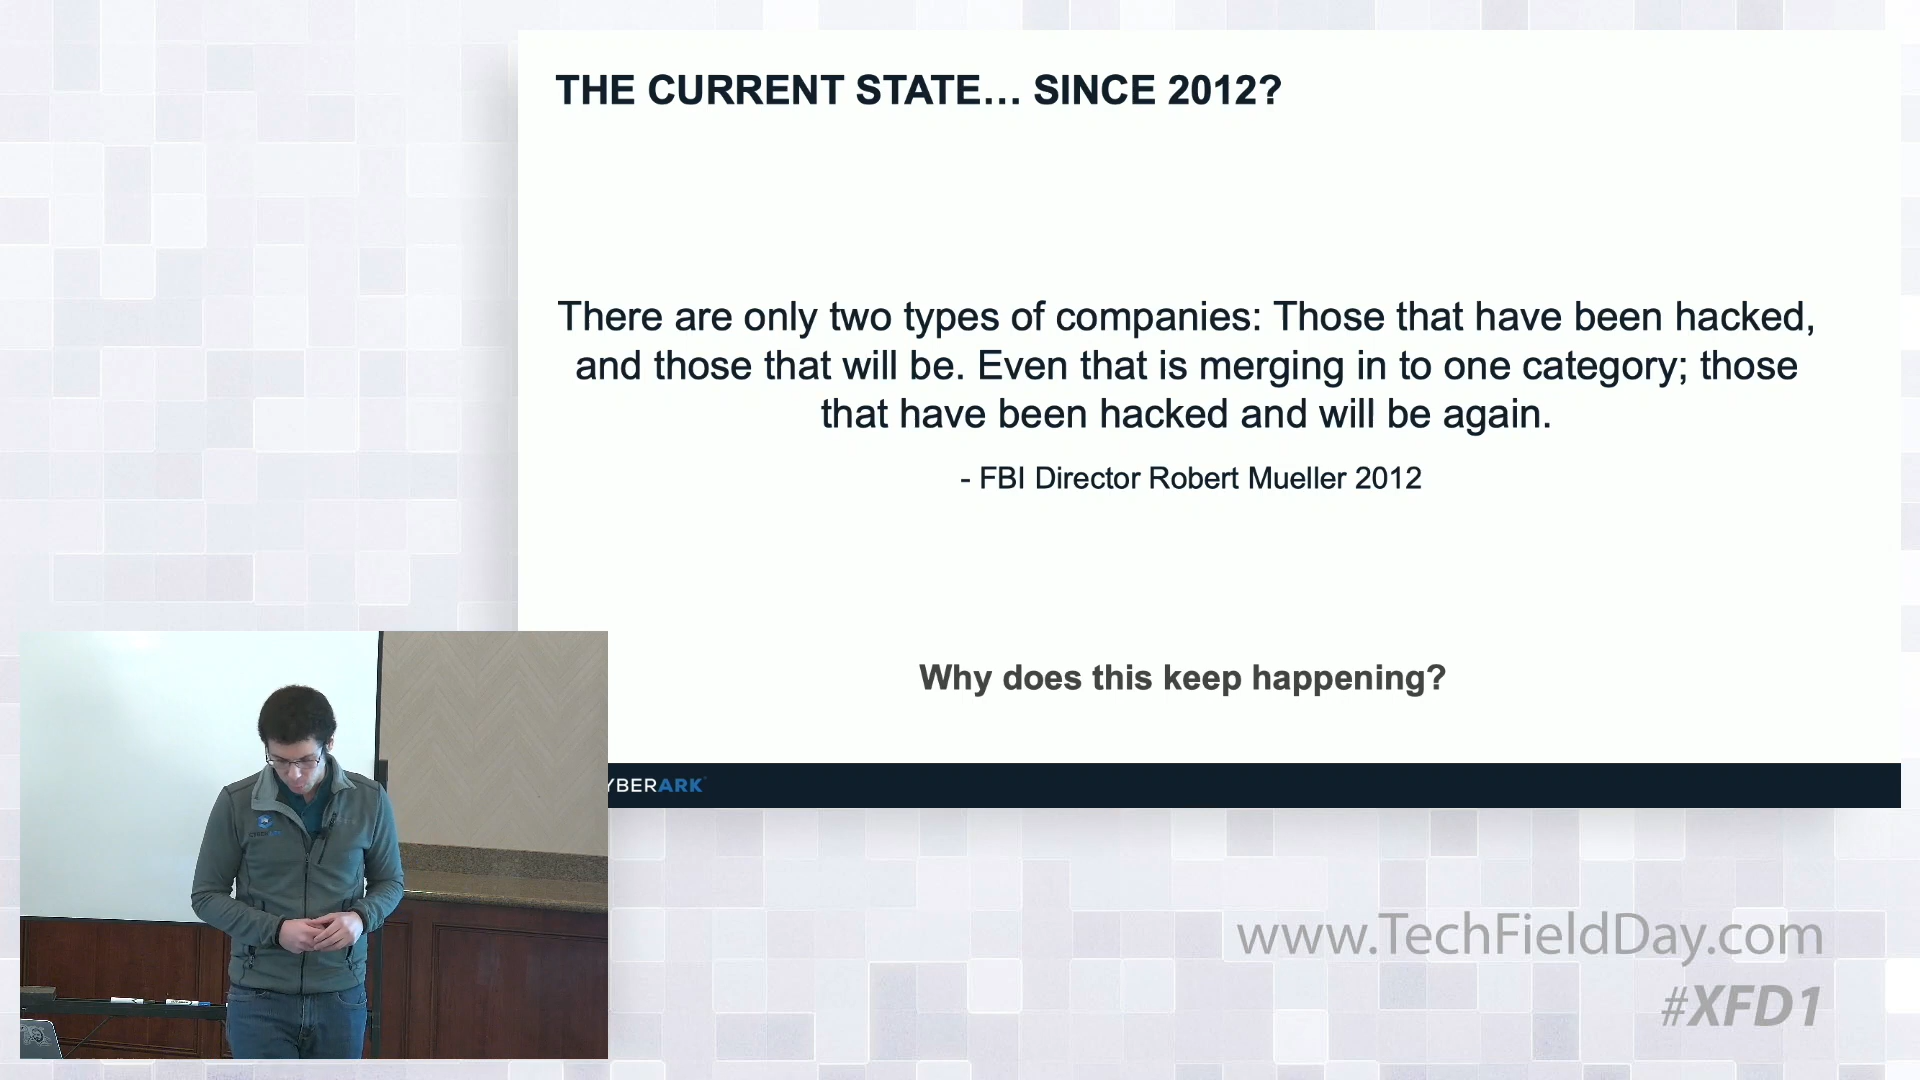 THE CURRENT STATE... SINCE 2012?
There are only two types of companies: Those that have been hacked,
and those that will be. Even that is merging in to one category; those
that have been hacked and will be again.
- FBI Director Robert Mueller 2012
Why does this keep happening?
YBERARK
www.TechFieldDay.com
#XFD1